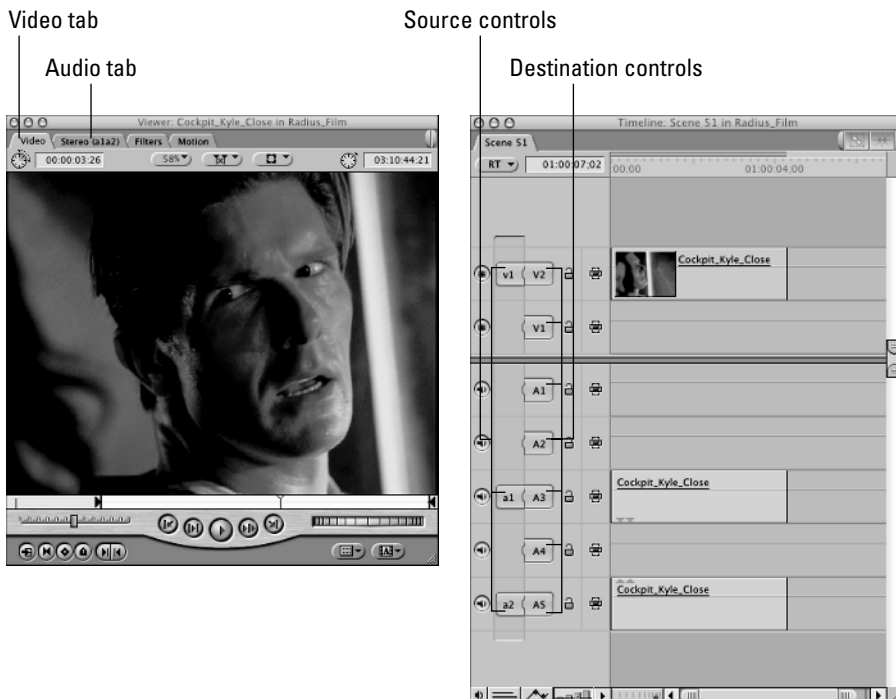 Video tab
Audio tab
Source controls
Destination controls
Viewer: Cockpit_Kyle_Close in Radius_Film
Video
Stereo (a1a2)
Filters
Motion
00:00:03:26
58%
03:10:44:21
Timeline: Scene 51 in Radius_Film
Scene 51
RT
01:00:07;02
00:00
01:00:04;00
v1
V2
Cockpit_Kyle_Close
V1
A1
A2
a1
A3
Cockpit_Kyle_Close
A4
a2
A5
Cockpit_Kyle_Close
A